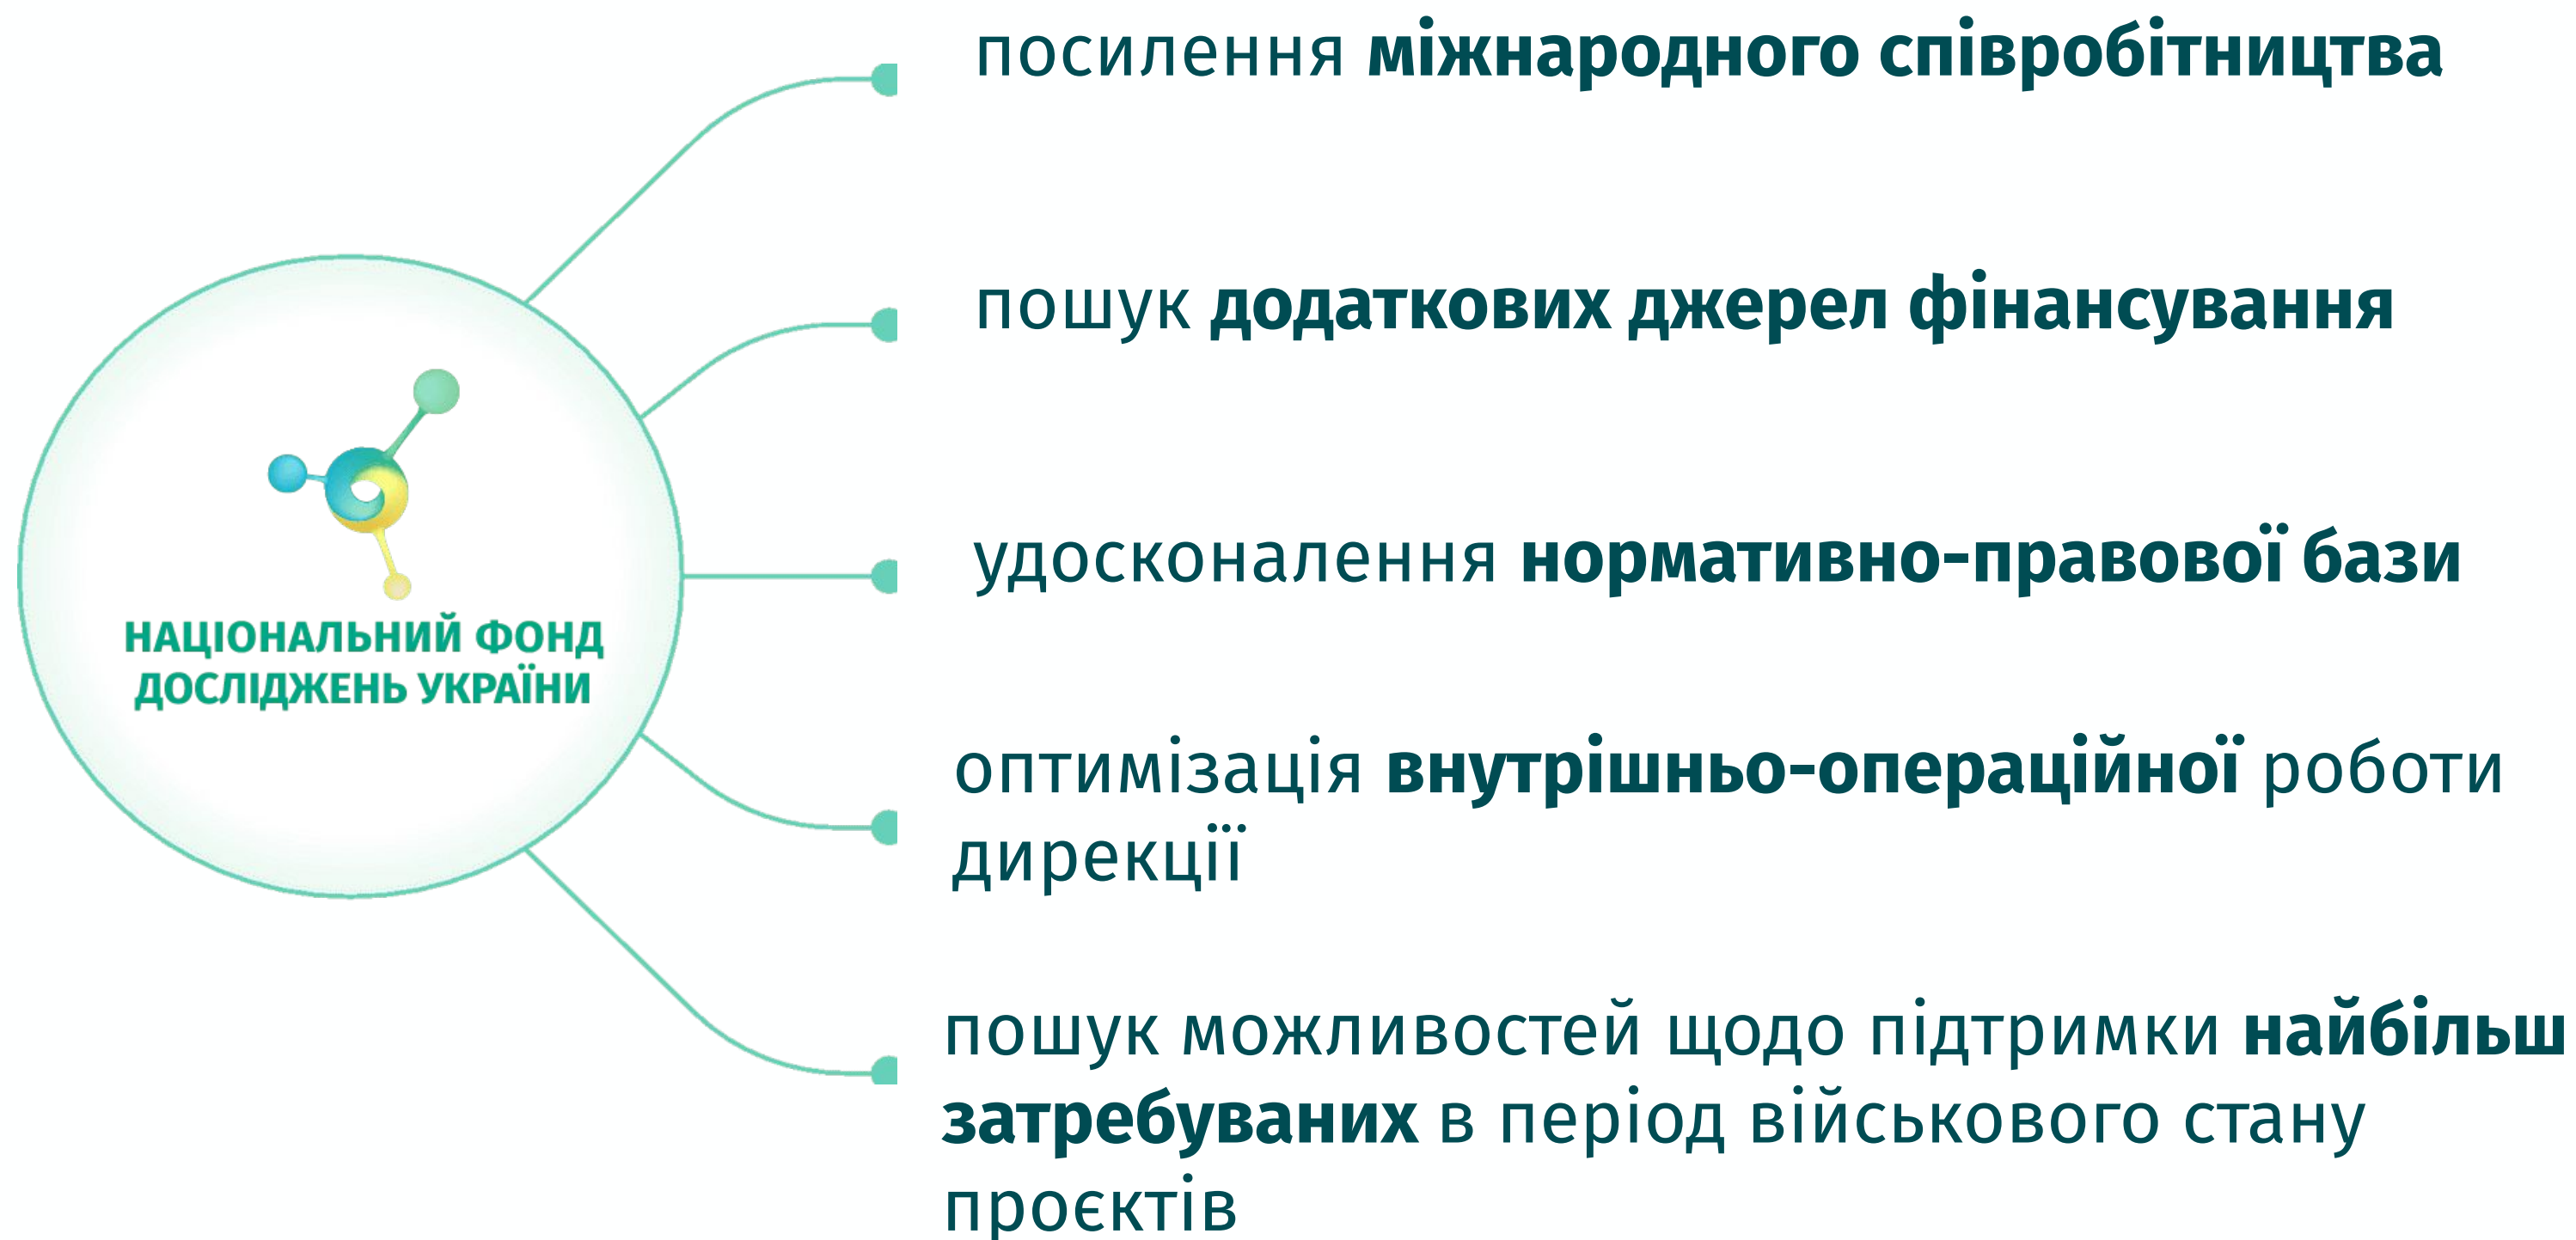 посилення міжнародного співробітництва
пошук додаткових джерел фінансування
удосконалення нормативно-правової бази
НАЦІОНАЛЬНИЙ ФОНД
ДОСЛІДЖЕНЬ УКРАЇНИ
оптимізація внутрішньо-операційної роботи
дирекції
пошук можливостей щодо підтримки найбільш
затребуваних в період військового стану
проєктів